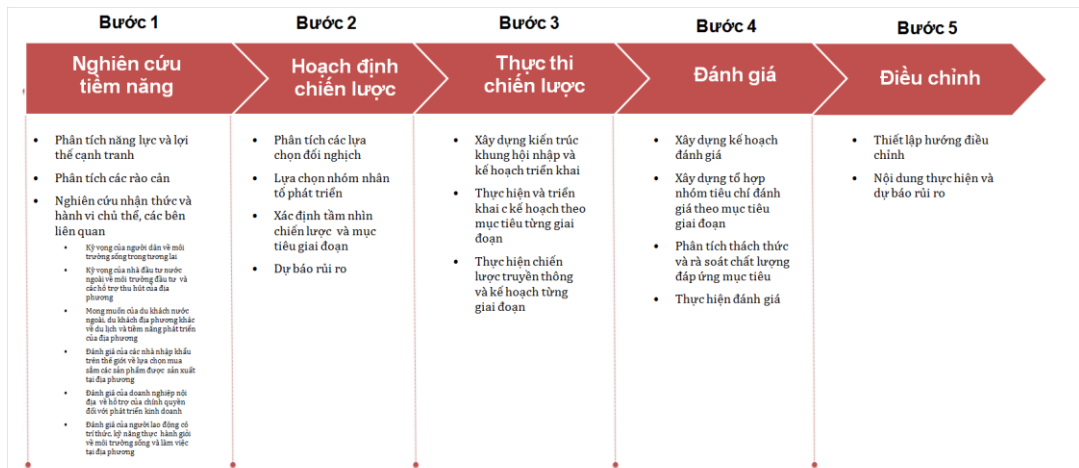 Bước 1
Nghiên cứu
tiềm năng
Phân tích năng lực và lợi
thế cạnh tranh
Phân tích các rào cản
Nghiên cứu nhận thức và
hành vi chủ thể, các bên
liên quan
Kỳ vọng của người dân về môi
trường sống trong tương lai
Kỳ vọng của nhà đầu tư nước
ngoài về môi trường đầu tư và
các hỗ trợ thu hút của địa
phương
Mong muốn của du khách nước
ngoài, du khách địa phương khác
về du lịch và tiềm năng phát triển
của địa phương
Đánh giá của các nhà nhập khẩu
trên thế giới về lựa chọn mua
sắm các sản phẩm được sản xuất
tại địa phương
Đánh giá của doanh nghiệp nội
địa về hỗ trợ của chính quyền
đối với phát triển kinh doanh
Đánh giá của người lao động có
trí thức, kỹ năng thực hành giỏi
về môi trường sống và làm việc
tại địa phương
Bước 2
Hoạch định
chiến lược
Phân tích các lựa
chọn đối nghịch
Lựa chọn nhóm nhân
tố phát triển
Xác định tầm nhìn
chiến lược và mục
tiêu giai đoạn
Dự báo rủi ro
Bước 3
Thực thi
chiến lược
Xây dựng kiến trúc
khung hội nhập và
kế hoạch triển khai
Thực hiện và triển
khai c kế hoạch theo
mục tiêu từng giai
đoạn
Thực hiện chiến
lược truyền thông
và kế hoạch từng
giai đoạn
Bước 4
Đánh giá
Xây dựng kế hoạch
đánh giá
Xây dựng tổ hợp
nhóm tiêu chí đánh
giá theo mục tiêu
giai đoạn
Phân tích thách thức
và rà soát chất lượng
đáp ứng mục tiêu
Thực hiện đánh giá
Bước 5
Điều chỉnh
Thiết lập hướng điều
chỉnh
Nội dung thực hiện và
dự báo rủi ro